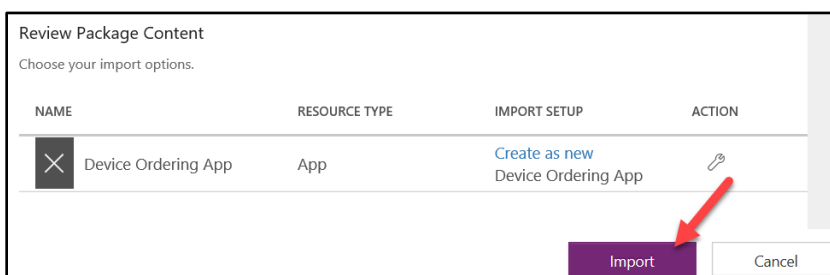 Review Package Content
Choose your import options.
NAME RESOURCE TYPE IMPORT SETUP ACTION
Device Ordering App App Create as new
Device Ordering App
Import Cancel